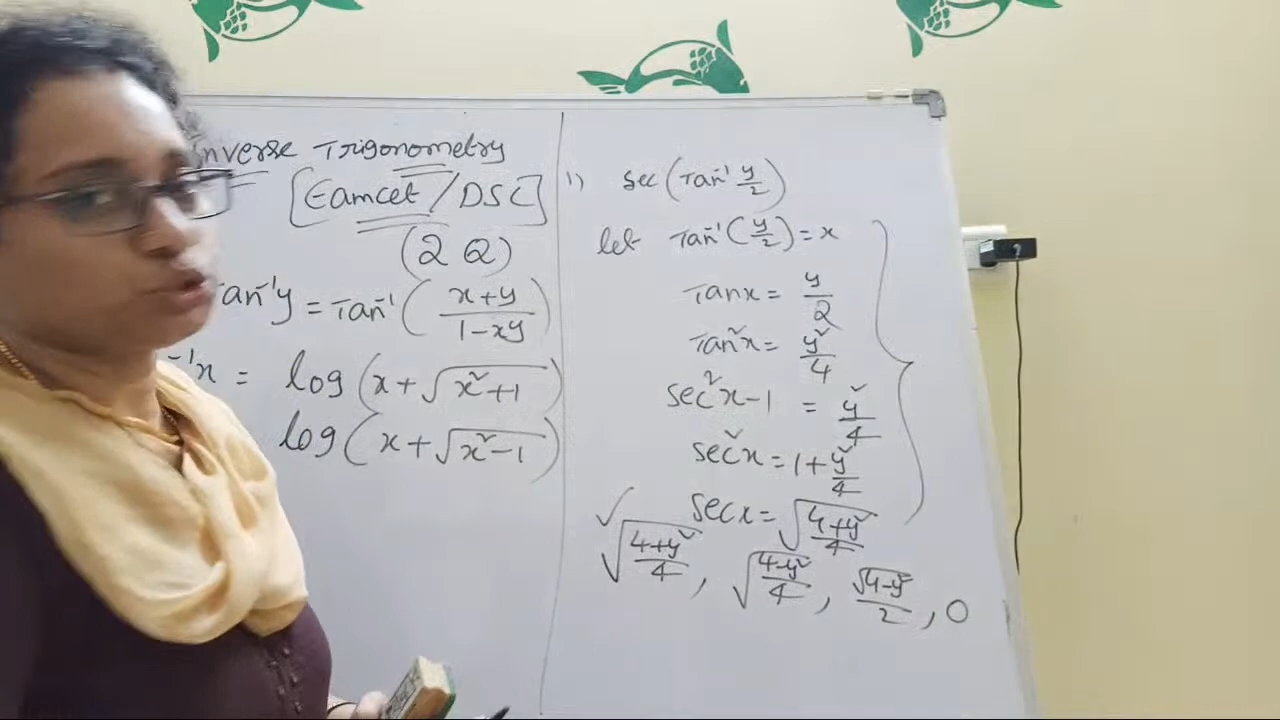 Inverse Trigonometry
[Eamcet/DSC]
(2 Q)
Tan⁻¹y = Tan⁻¹(x+y/1-xy)
⁻¹x = log(x+√x²+1)
log(x+√x²-1)
1) sec(Tan⁻¹ y/2)
let Tan⁻¹(y/2) = x
Tanx = y/2
Tan²x = y²/4
sec²x-1 = y²/4
sec²x = 1+y²/4
secx = √4+y²/4
✓√4+y²/4, √4-y²/4, √4-y²/2, 0